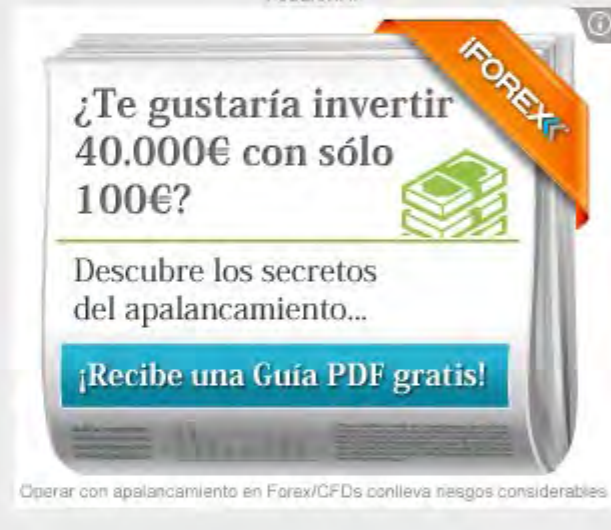 iFOREX
¿Te gustaría invertir
40.000€ con sólo
100€?
Descubre los secretos
del apalancamiento...
¡Recibe una Guía PDF gratis!
Operar con apalancamiento en Forex/CFDs conlleva riesgos considerables